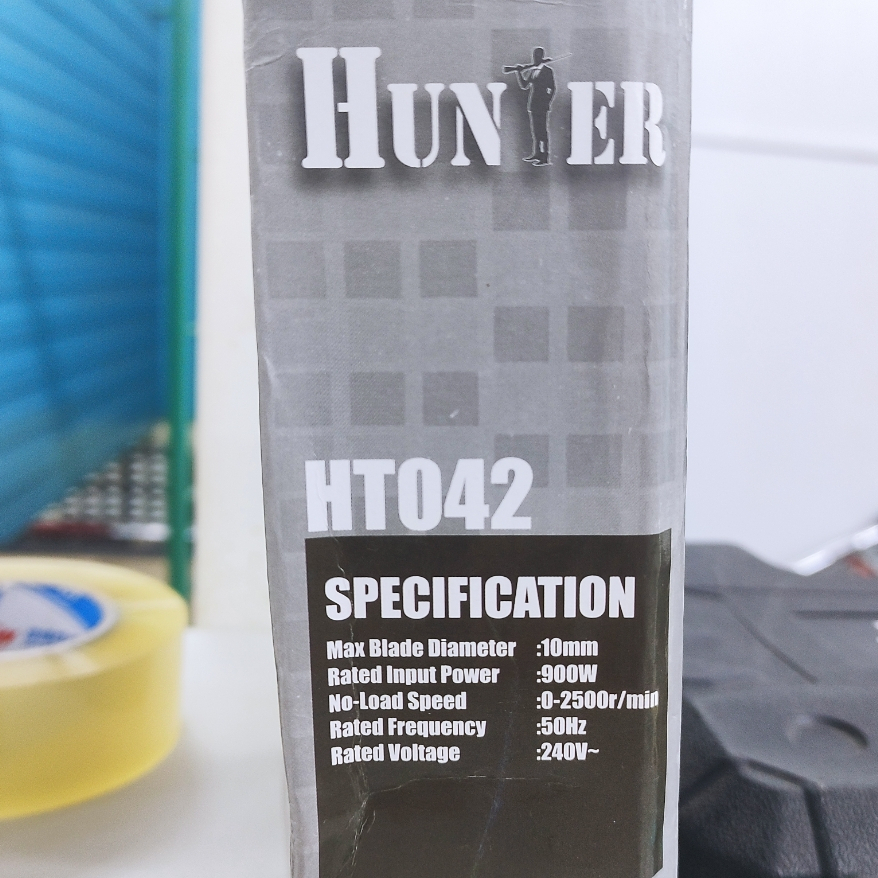 HUNTER
HT042
SPECIFICATION
Max Blade Diameter :10mm
Rated Input Power :900W
No-Load Speed :0-2500r/min
Rated Frequency :50Hz
Rated Voltage :240V~